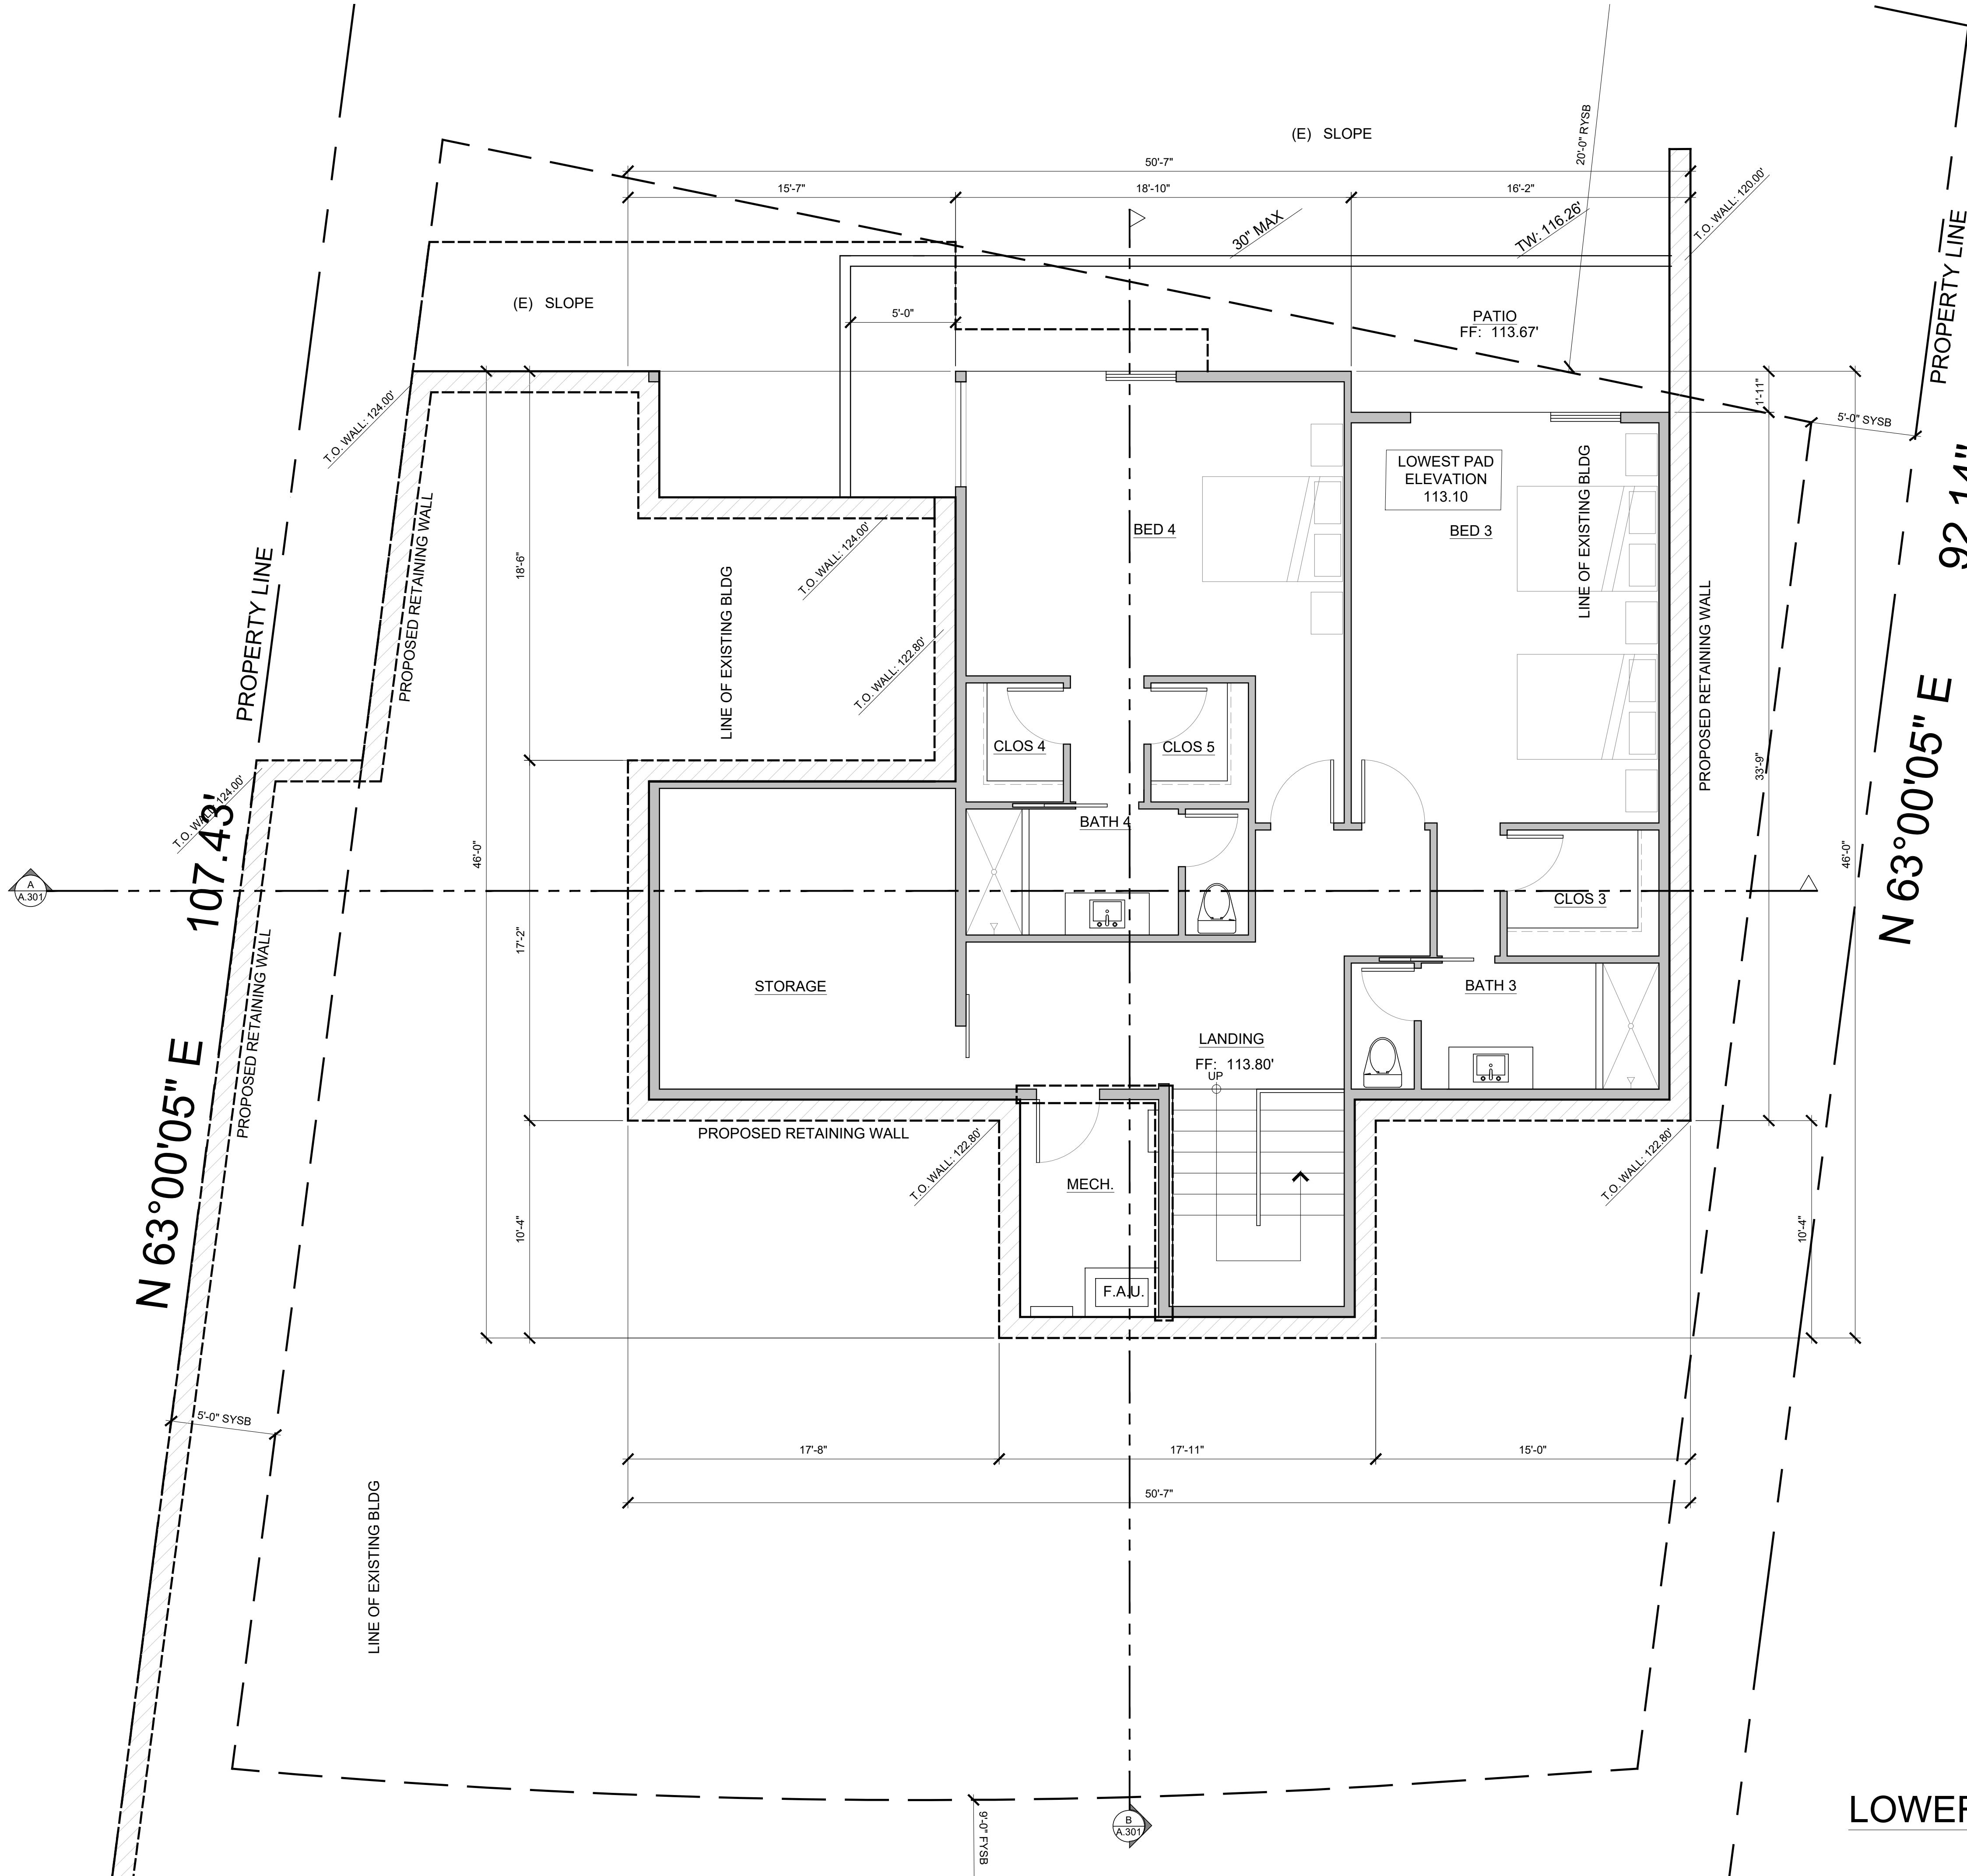 (E) SLOPE
20'-0" RYSB
50'-7"
15'-7"
18'-10"
16'-2"
T.O. WALL: 120.00'
30" MAX
TW: 116.26'
PROPERTY LINE
(E) SLOPE
5'-0"
PATIO
FF: 113.67'
1'-11"
5'-0" SYSB
T.O. WALL: 124.00'
LOWEST PAD
ELEVATION
113.10
LINE OF EXISTING BLDG
BED 4
BED 3
92.14'
PROPOSED RETAINING WALL
T.O. WALL: 124.00'
18'-6"
LINE OF EXISTING BLDG
PROPERTY LINE
PROPOSED RETAINING WALL
T.O. WALL: 122.80'
N 63°00'05" E
CLOS 4
CLOS 5
33'-9"
T.O. WALL: 124.00'
107.43'
BATH 4
46'-0"
46'-0"
A
A.301
CLOS 3
17'-2"
STORAGE
BATH 3
PROPOSED RETAINING WALL
LANDING
FF: 113.80'
UP
N 63°00'05" E
PROPOSED RETAINING WALL
T.O. WALL: 122.80'
T.O. WALL: 122.80'
MECH.
10'-4"
10'-4"
F.A.U.
5'-0" SYSB
17'-8"
17'-11"
15'-0"
50'-7"
LINE OF EXISTING BLDG
9'-0" FYSB
B
A.301
LOWER